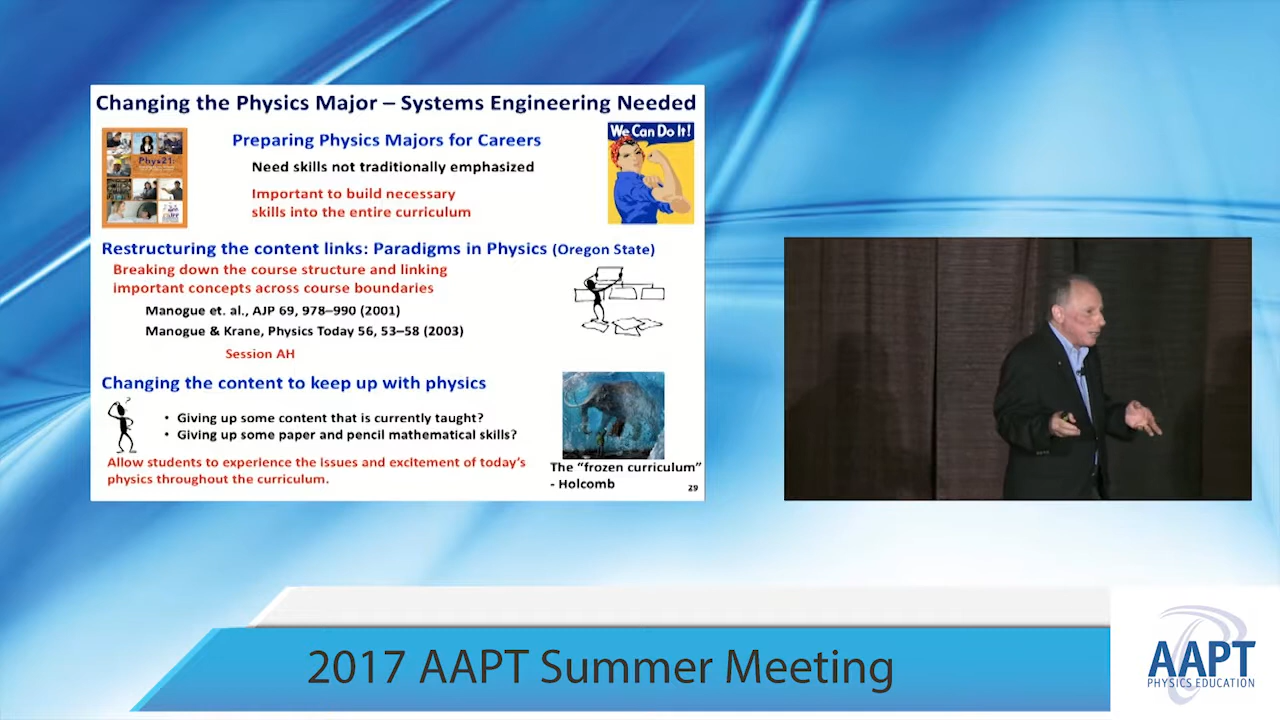 Changing the Physics Major – Systems Engineering Needed
Phys21:
Preparing Physics Majors for Careers
We Can Do It!
Need skills not traditionally emphasized
Important to build necessary
skills into the entire curriculum
Restructuring the content links: Paradigms in Physics (Oregon State)
Breaking down the course structure and linking
important concepts across course boundaries
Manogue et. al., AJP 69, 978–990 (2001)
Manogue & Krane, Physics Today 56, 53–58 (2003)
Session AH
Changing the content to keep up with physics
• Giving up some content that is currently taught?
• Giving up some paper and pencil mathematical skills?
Allow students to experience the issues and excitement of today's
physics throughout the curriculum.
The “frozen curriculum”
- Holcomb
29
2017 AAPT Summer Meeting
AAPT
PHYSICS EDUCATION